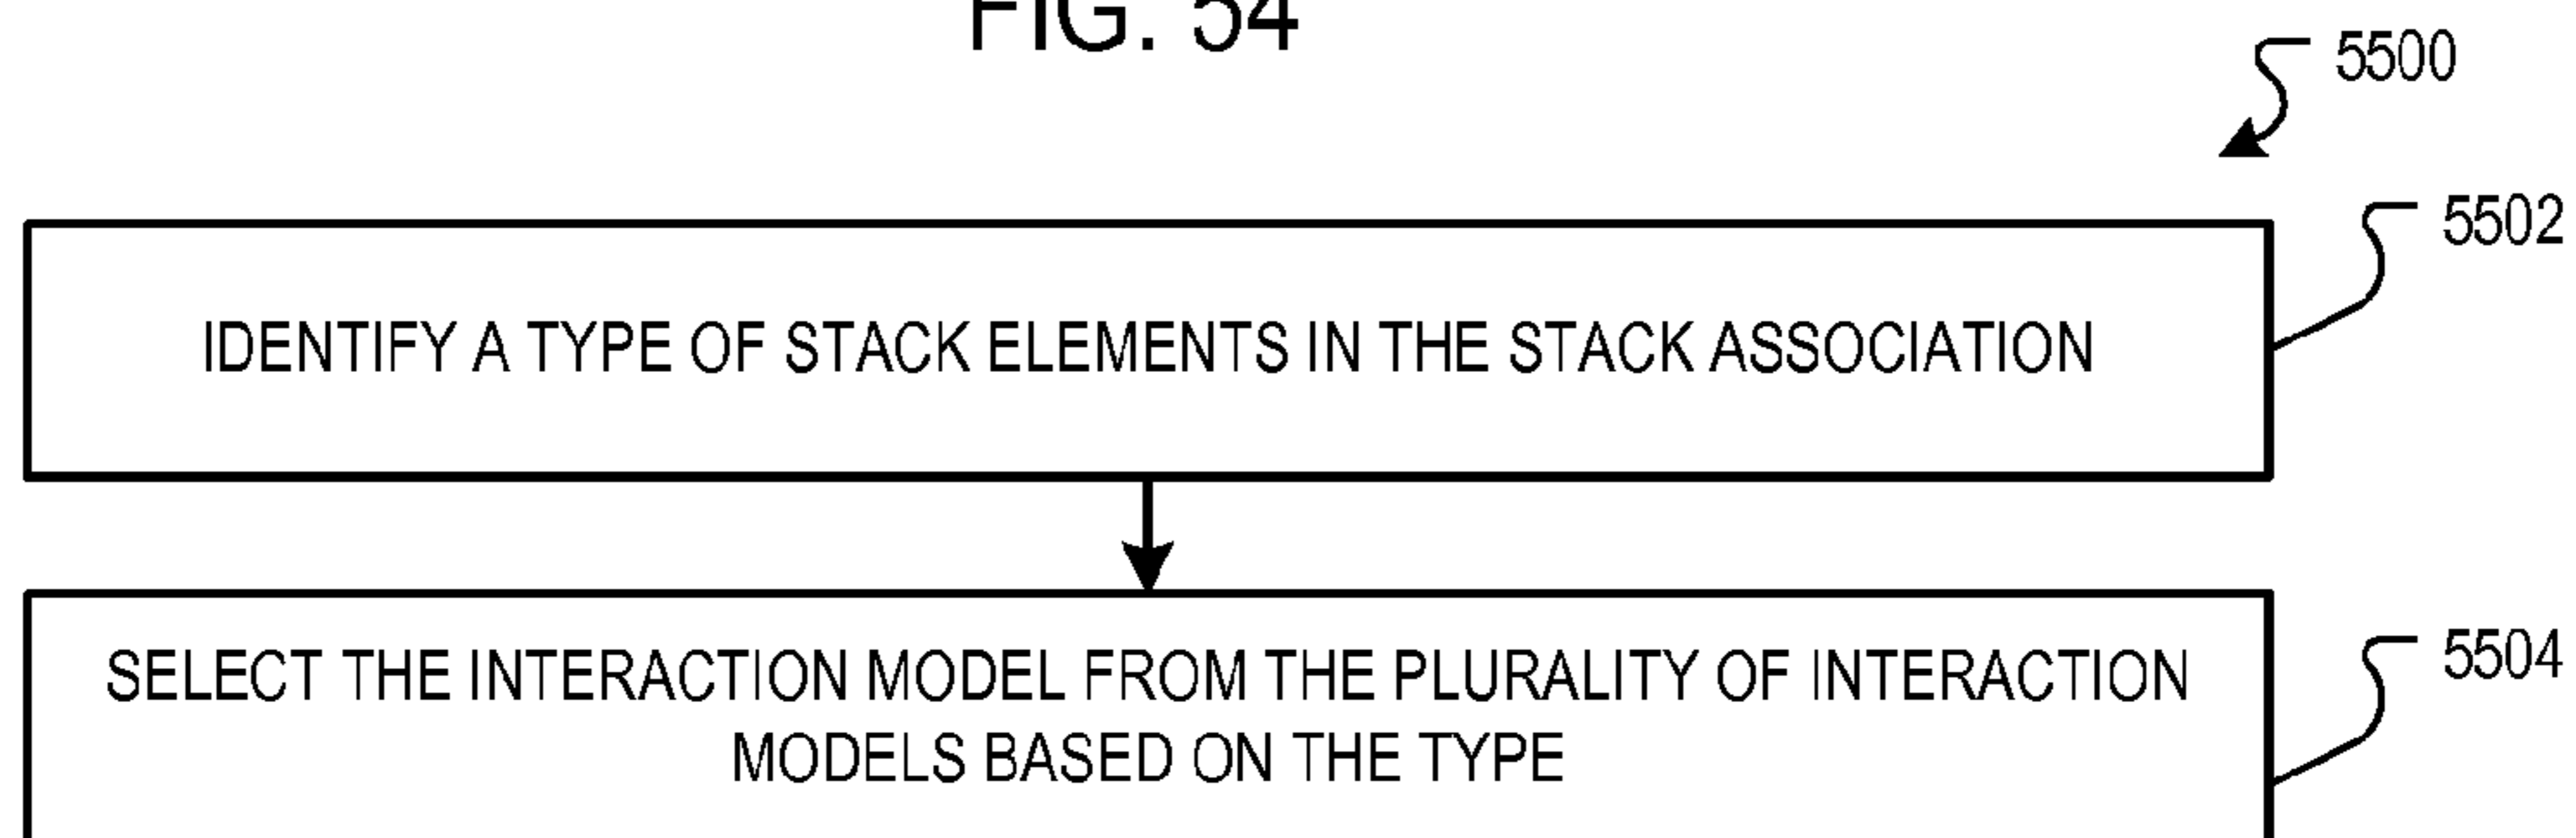 FIG. 54
5500
5502
IDENTIFY A TYPE OF STACK ELEMENTS IN THE STACK ASSOCIATION
SELECT THE INTERACTION MODEL FROM THE PLURALITY OF INTERACTION
MODELS BASED ON THE TYPE
5504